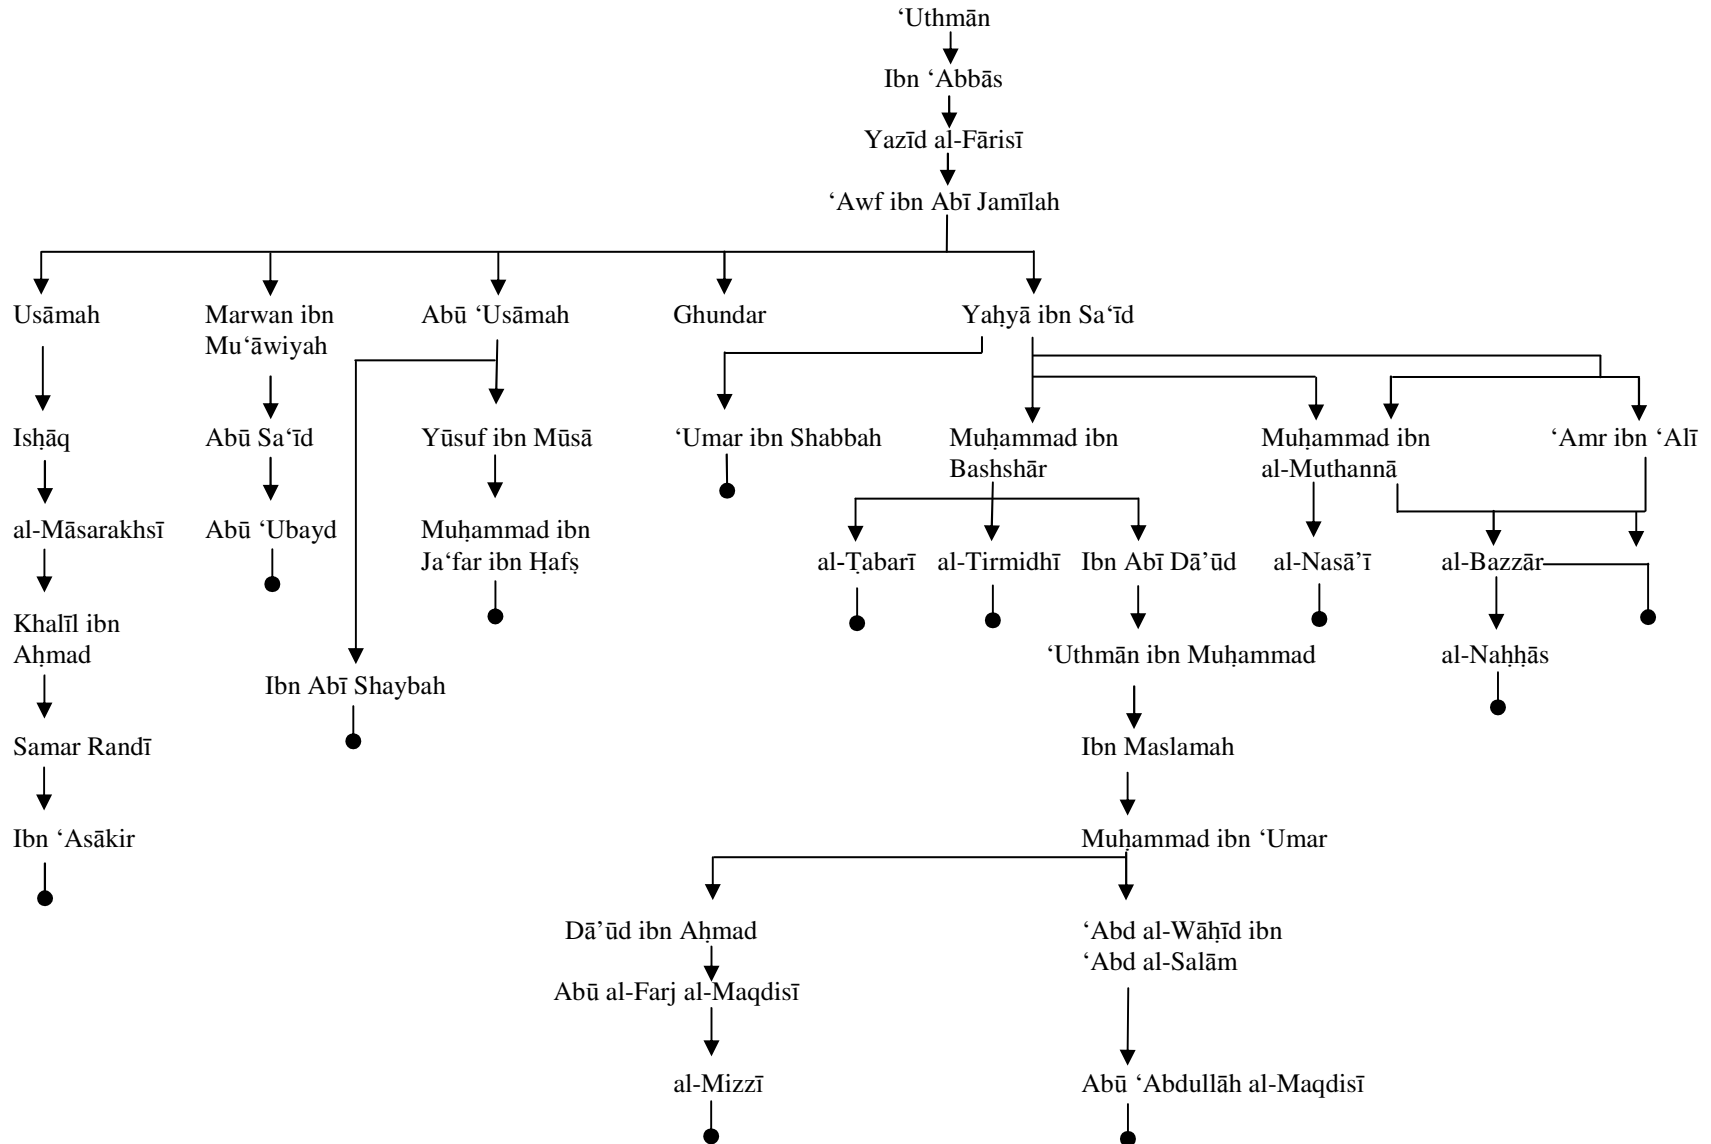 ‘Uthmān
Ibn ‘Abbās
Yazīd al-Fārisī
‘Awf ibn Abī Jamīlah
Usāmah
Marwan ibn
Mu‘āwiyah
Abū ‘Usāmah
Ghundar
Yaḥyā ibn Sa‘īd
Isḥāq
Abū Sa‘īd
Yūsuf ibn Mūsā
‘Umar ibn Shabbah
Muḥammad ibn
Bashshār
Muḥammad ibn
al-Muthannā
‘Amr ibn ‘Alī
al-Māsarakhsī
Abū ‘Ubayd
Muḥammad ibn
Ja‘far ibn Ḥafṣ
al-Ṭabarī
al-Tirmidhī
Ibn Abī Dā’ūd
al-Nasā’ī
al-Bazzār
Khalīl ibn
Aḥmad
Ibn Abī Shaybah
‘Uthmān ibn Muḥammad
al-Naḥḥās
Samar Randī
Ibn Maslamah
Ibn ‘Asākir
Muḥammad ibn ‘Umar
Dā’ūd ibn Aḥmad
‘Abd al-Wāḥīd ibn
‘Abd al-Salām
Abū al-Farj al-Maqdisī
al-Mizzī
Abū ‘Abdullāh al-Maqdisī